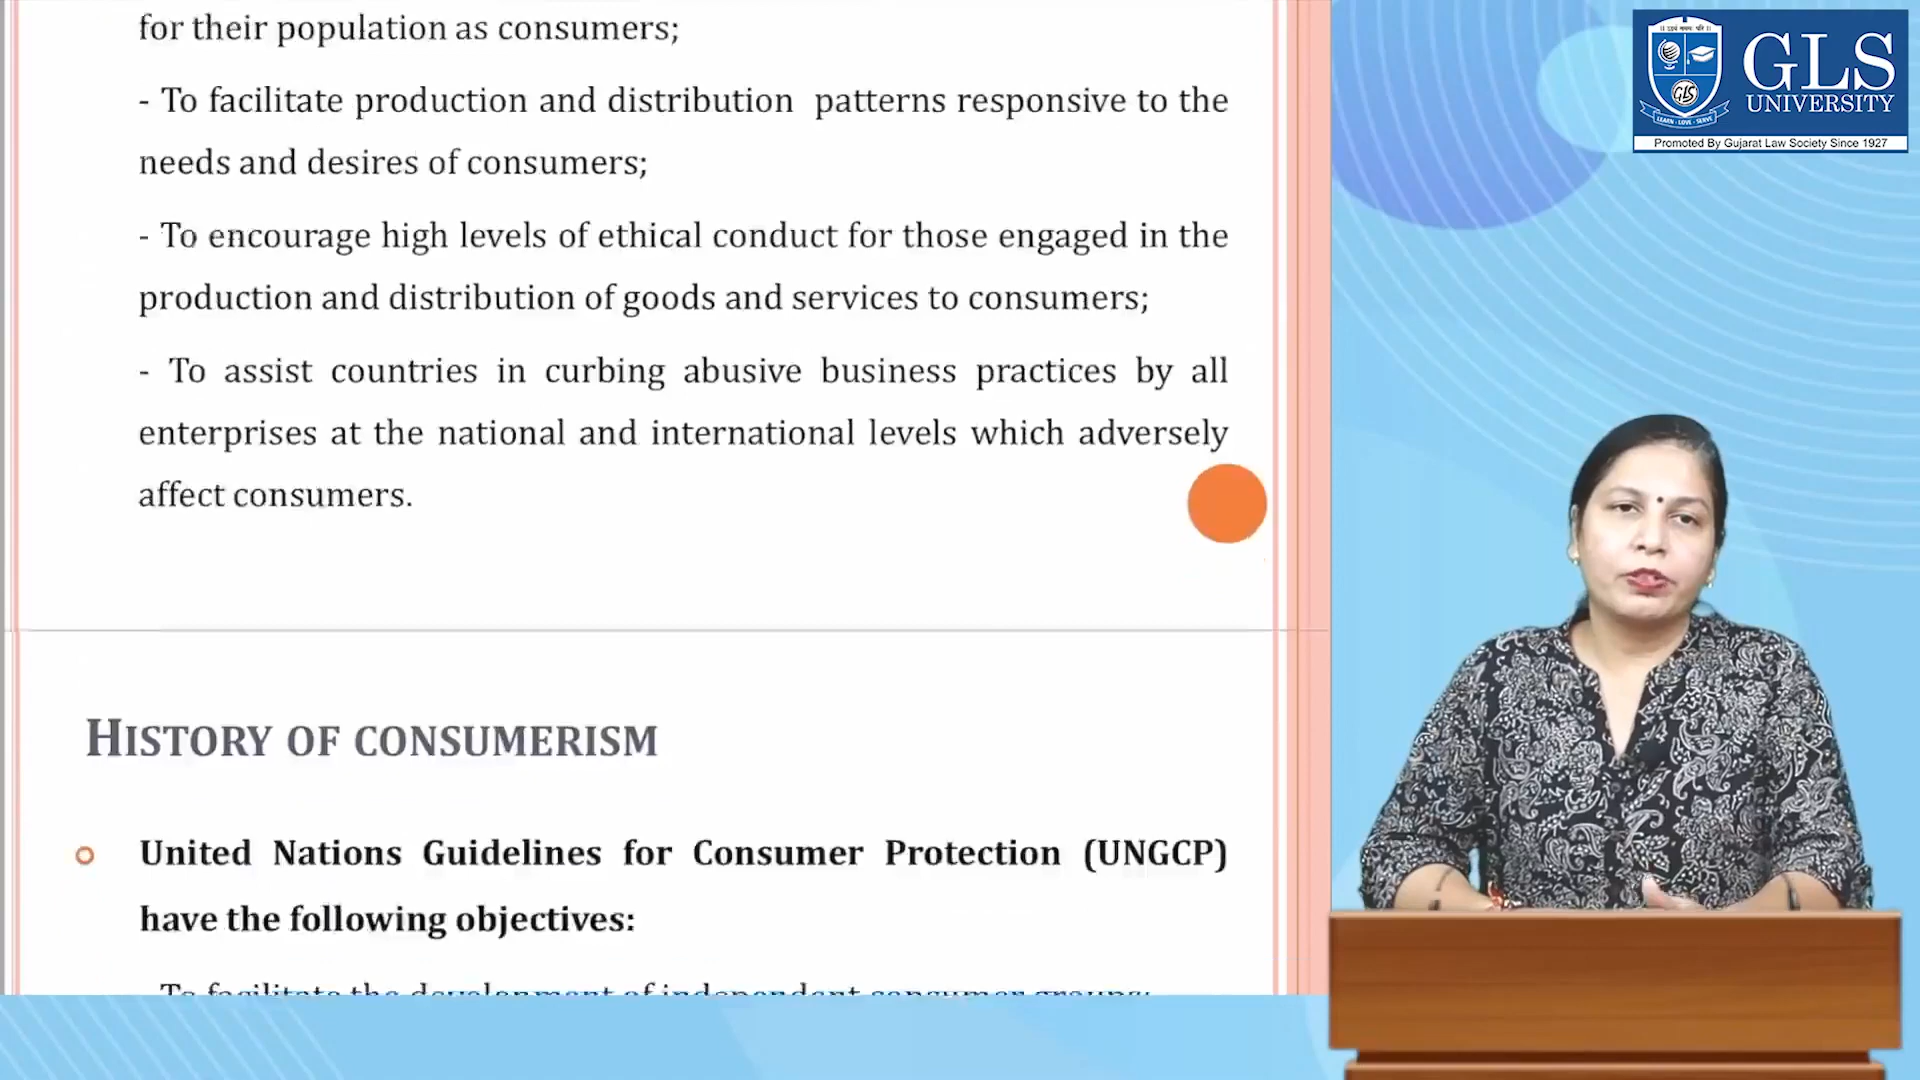 for their population as consumers;
- To facilitate production and distribution patterns responsive to the
needs and desires of consumers;
- To encourage high levels of ethical conduct for those engaged in the
production and distribution of goods and services to consumers;
- To assist countries in curbing abusive business practices by all
enterprises at the national and international levels which adversely
affect consumers.
HISTORY OF CONSUMERISM
United Nations Guidelines for Consumer Protection (UNGCP)
have the following objectives:
To facilitate the development of independent consumer groups;
GLS
UNIVERSITY
GLS
LEARN · LOVE · SERVE
Promoted By Gujarat Law Society Since 1927